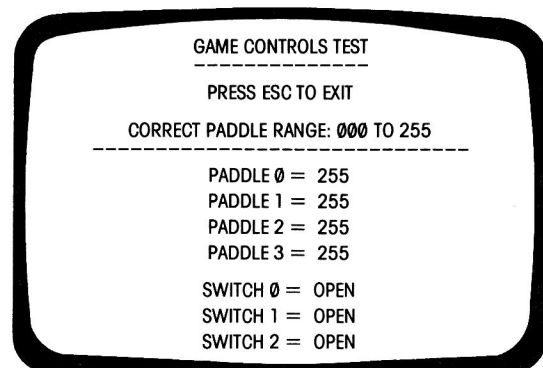 GAME CONTROLS TEST
PRESS ESC TO EXIT
CORRECT PADDLE RANGE: 000 TO 255
PADDLE 0 = 255
PADDLE 1 = 255
PADDLE 2 = 255
PADDLE 3 = 255
SWITCH 0 = OPEN
SWITCH 1 = OPEN
SWITCH 2 = OPEN